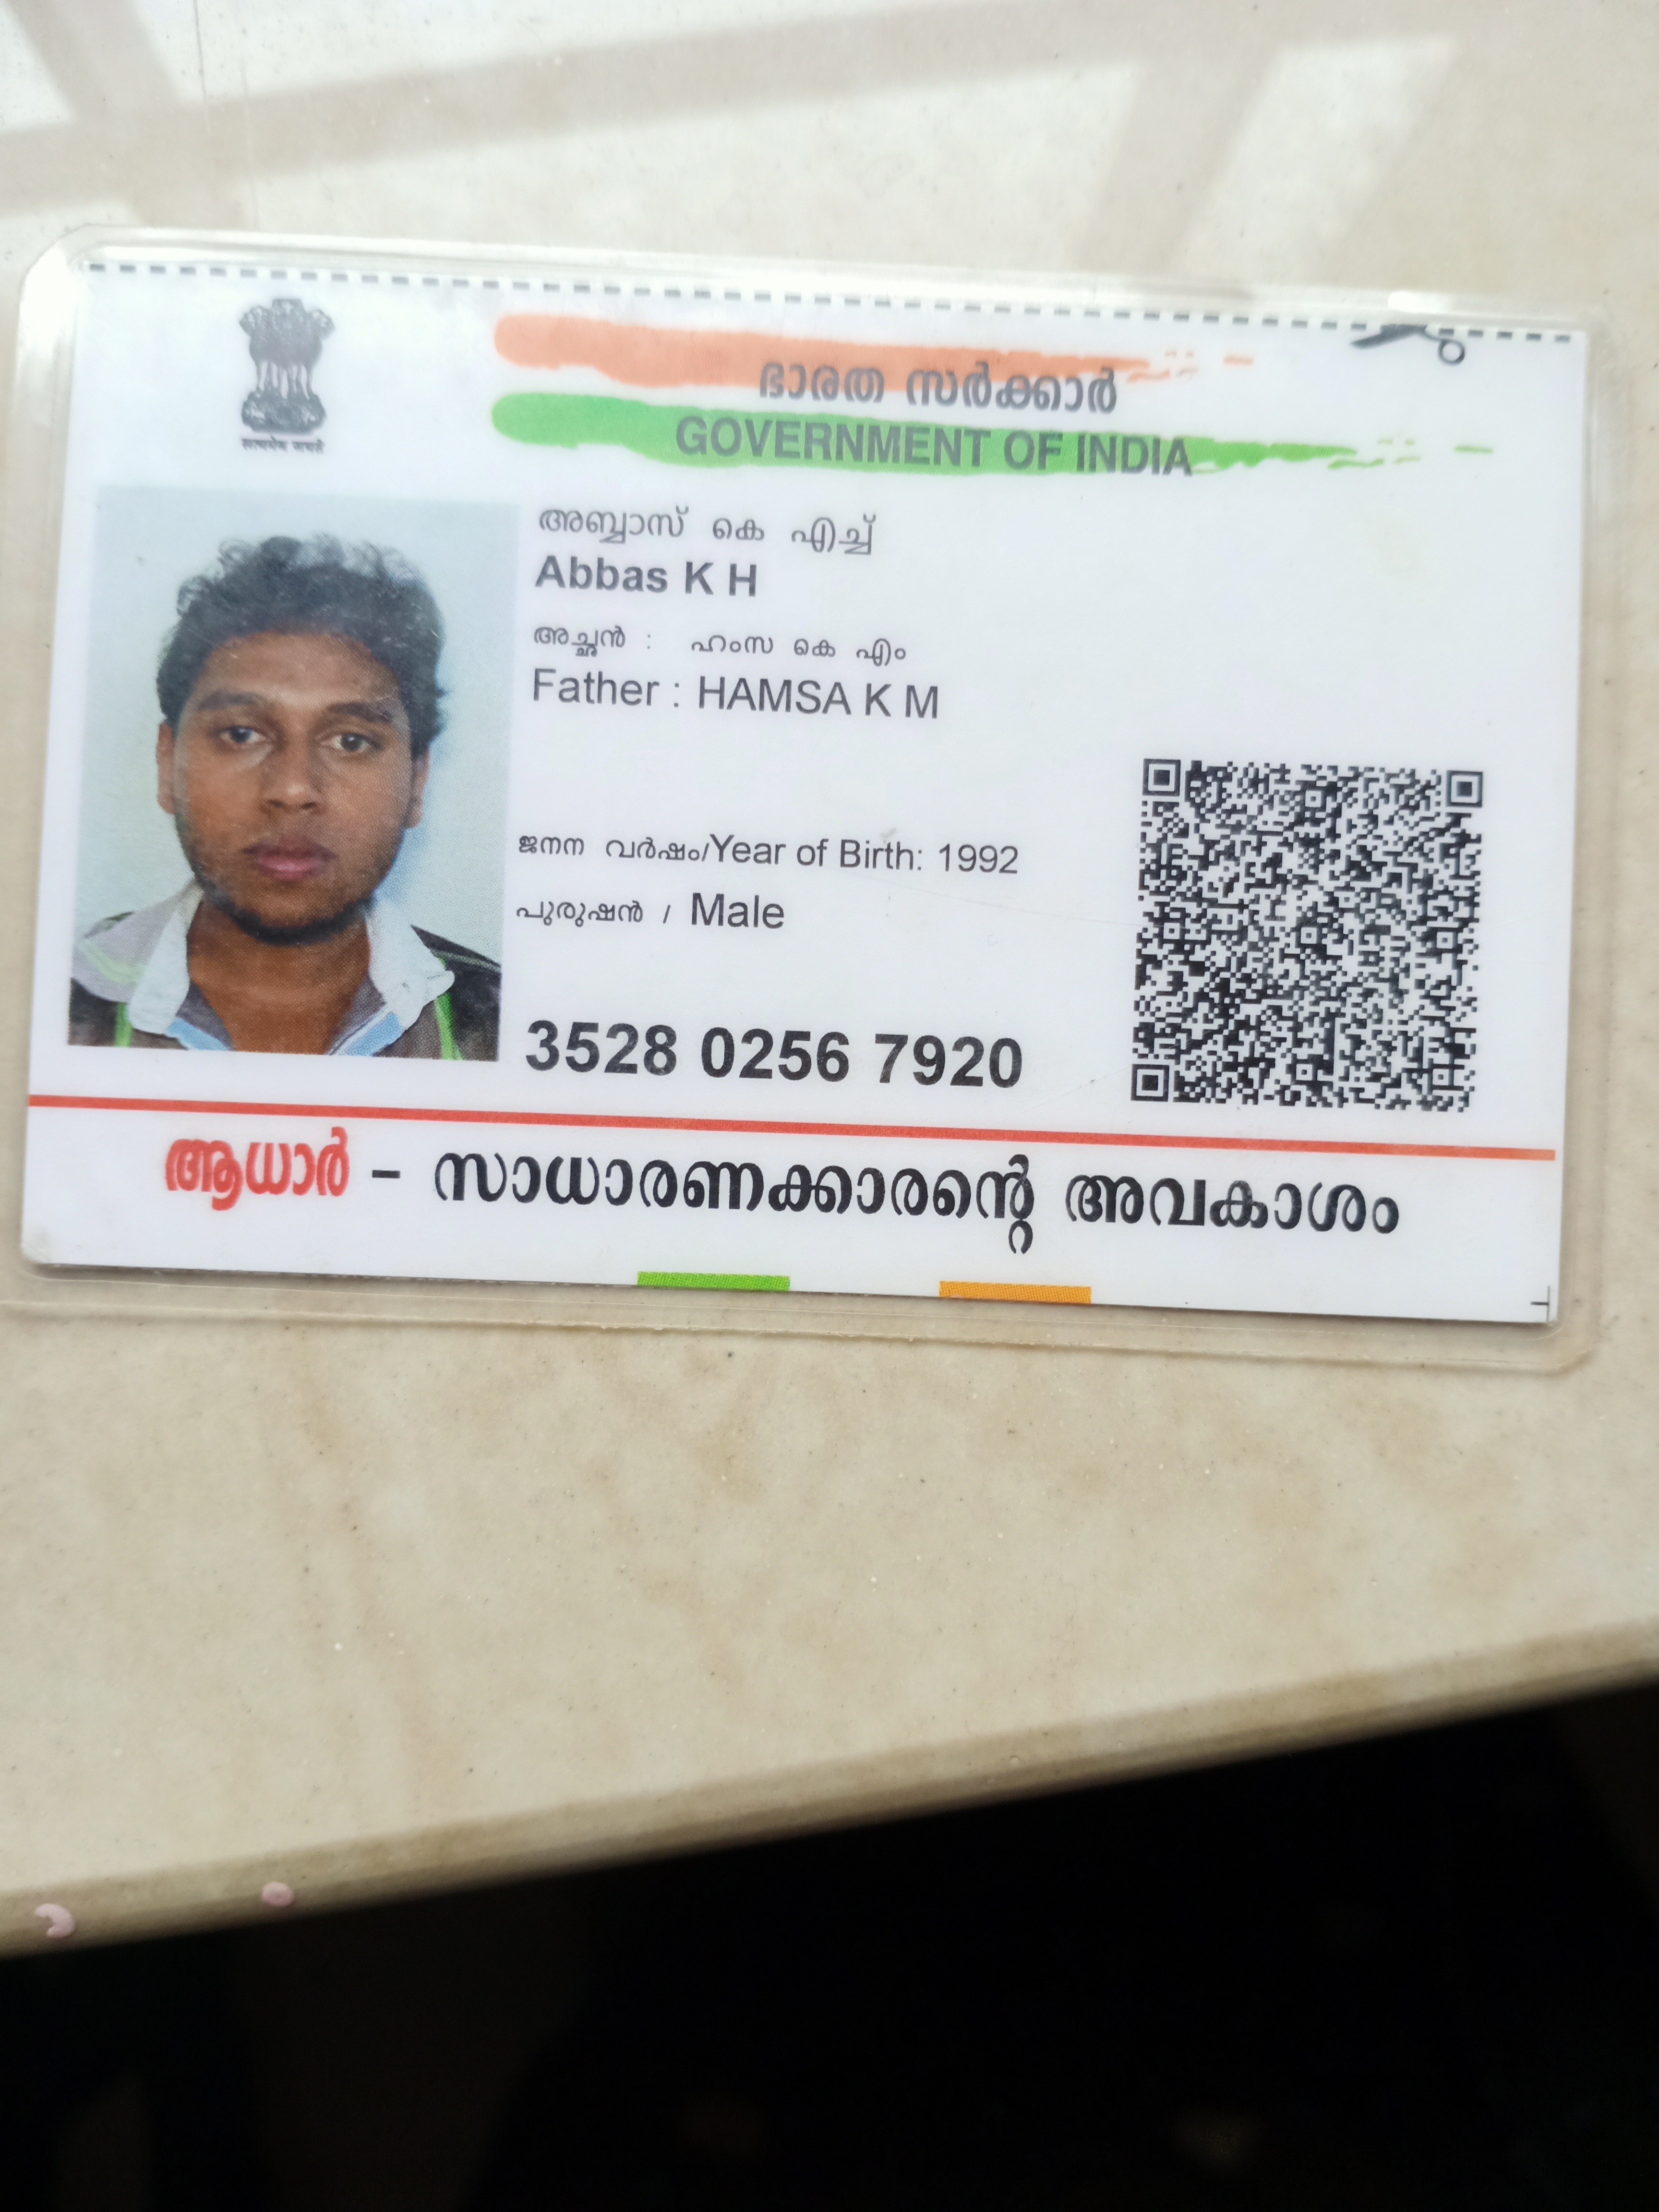 सत्यमेव जयते
ഭാരത സർക്കാർ
GOVERNMENT OF INDIA
അബ്ബാസ് കെ എച്ച്
Abbas K H
അച്ഛൻ : ഹംസ കെ എം
Father : HAMSA K M
ജനന വർഷം/Year of Birth: 1992
പുരുഷൻ / Male
3528 0256 7920
ആധാർ - സാധാരണക്കാരന്റെ അവകാശം